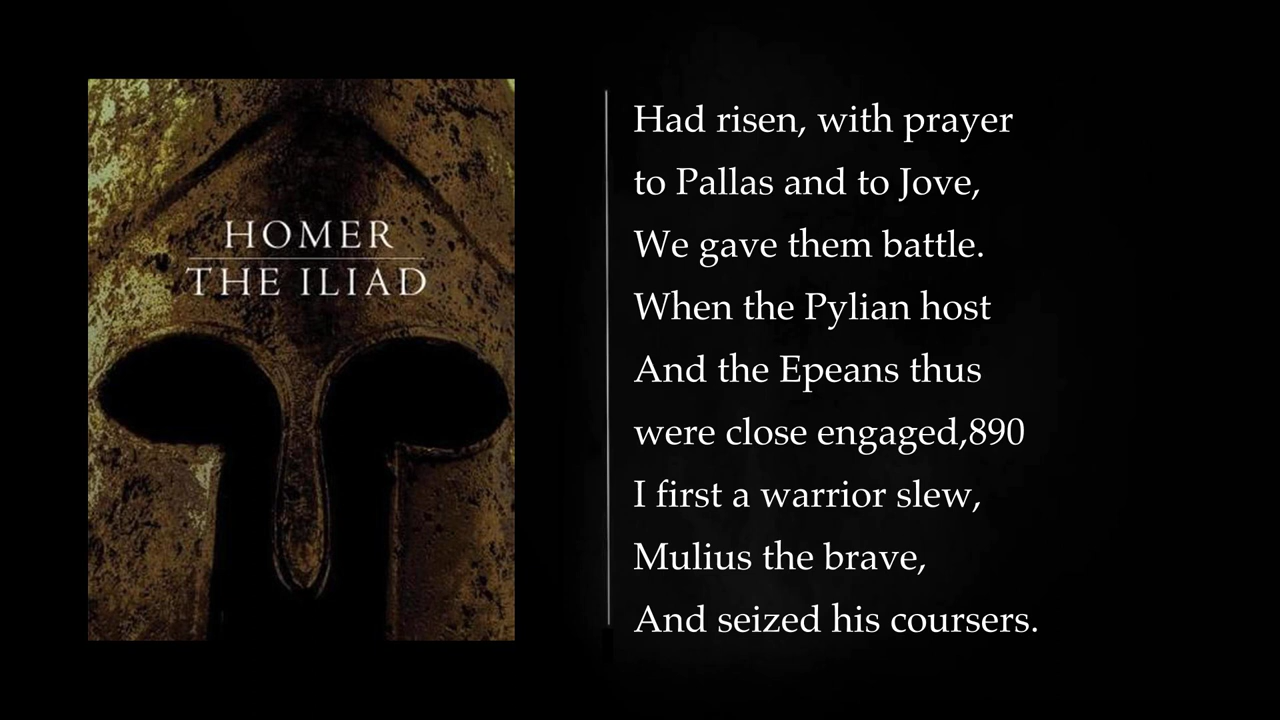 HOMER
THE ILIAD
Had risen, with prayer
to Pallas and to Jove,
We gave them battle.
When the Pylian host
And the Epeans thus
were close engaged,890
I first a warrior slew,
Mulius the brave,
And seized his coursers.